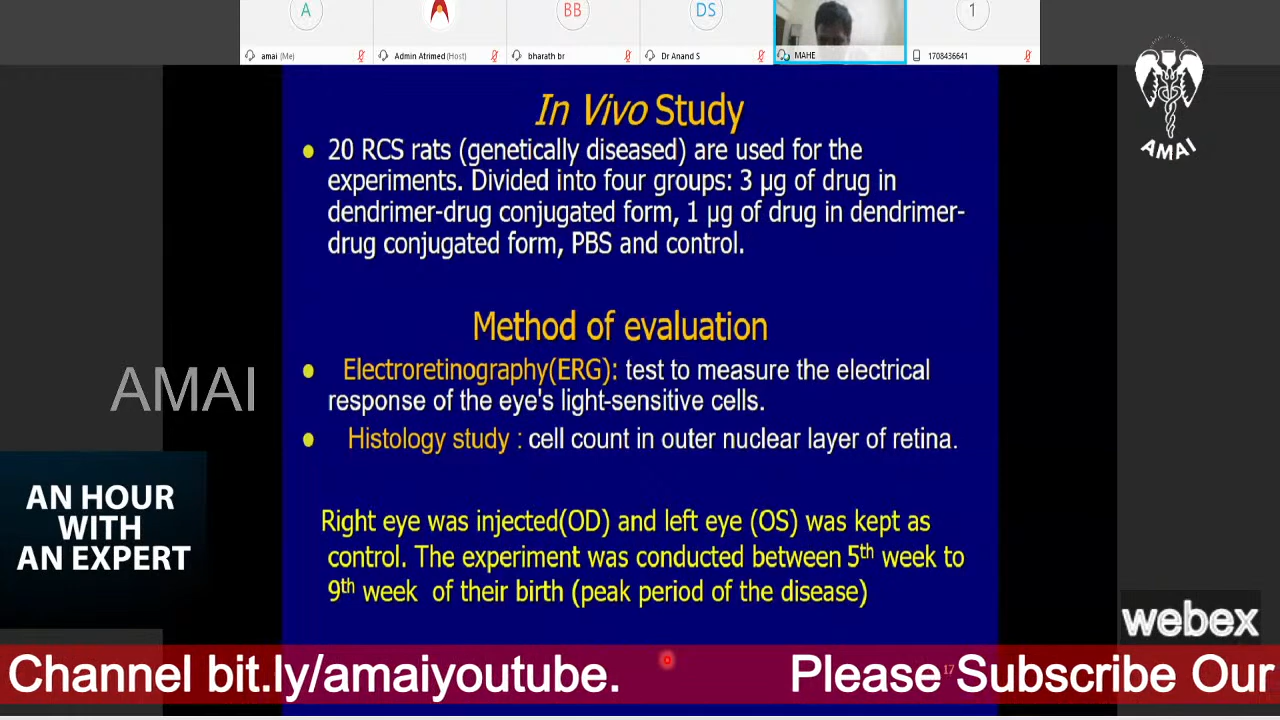 A
BB
DS
1
amai (Me)
Admin Atrimed (Host)
bharath br
Dr Anand S
MAHE
1708436641
AMAI
In Vivo Study
20 RCS rats (genetically diseased) are used for the
experiments. Divided into four groups: 3 µg of drug in
dendrimer-drug conjugated form, 1 µg of drug in dendrimer-
drug conjugated form, PBS and control.
Method of evaluation
Electroretinography(ERG): test to measure the electrical
response of the eye's light-sensitive cells.
Histology study : cell count in outer nuclear layer of retina.
AMAI
AN HOUR
WITH
AN EXPERT
Right eye was injected(OD) and left eye (OS) was kept as
control. The experiment was conducted between 5th week to
9th week of their birth (peak period of the disease)
webex
17
Channel bit.ly/amaiyoutube. Please Subscribe Our